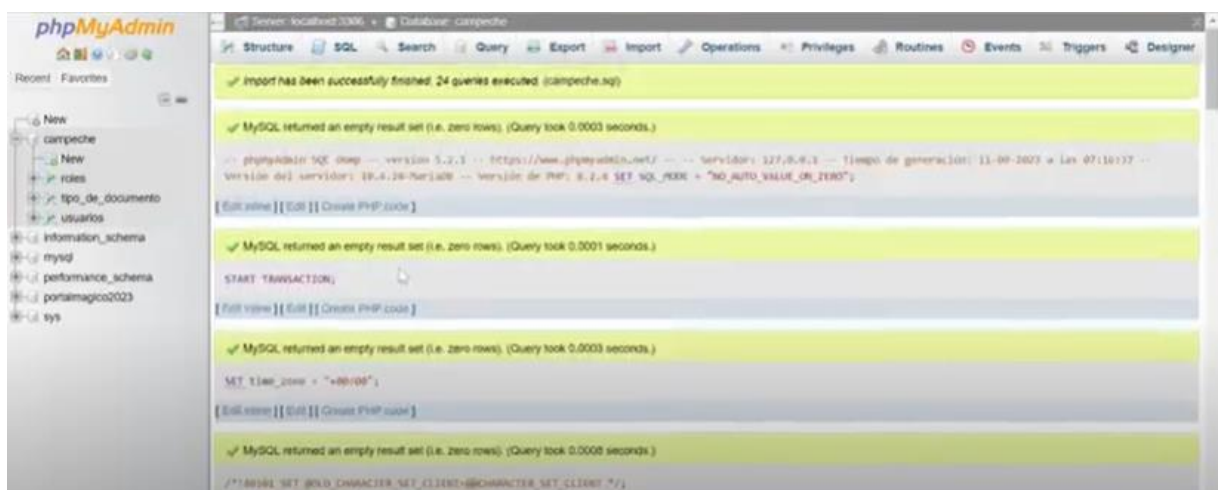 phpMyAdmin
Recent Favorites
New
campeche
New
roles
tipo_de_documento
usuarios
information_schema
mysql
performance_schema
portalmagico2023
sys
Server: localhost:3306 » Database: campeche
Structure SQL Search Query Export Import Operations Privileges Routines Events Triggers Designer
Import has been successfully finished, 24 queries executed. (campeche.sql)
MySQL returned an empty result set (i.e. zero rows). (Query took 0.0003 seconds.)
-- phpMyAdmin SQL Dump -- version 5.2.1 -- https://www.phpmyadmin.net/ -- -- Servidor: 127.0.0.1 -- Tiempo de generación: 11-09-2023 a las 07:16:37 --
Versión del servidor: 10.4.28-MariaDB -- Versión de PHP: 8.2.4 SET SQL_MODE = "NO_AUTO_VALUE_ON_ZERO";
[ Edit inline ] [ Edit ] [ Create PHP code ]
MySQL returned an empty result set (i.e. zero rows). (Query took 0.0001 seconds.)
START TRANSACTION;
[ Edit inline ] [ Edit ] [ Create PHP code ]
MySQL returned an empty result set (i.e. zero rows). (Query took 0.0003 seconds.)
SET time_zone = "+00:00";
[ Edit inline ] [ Edit ] [ Create PHP code ]
MySQL returned an empty result set (i.e. zero rows). (Query took 0.0008 seconds.)
/*!40101 SET @OLD_CHARACTER_SET_CLIENT=@@CHARACTER_SET_CLIENT */;